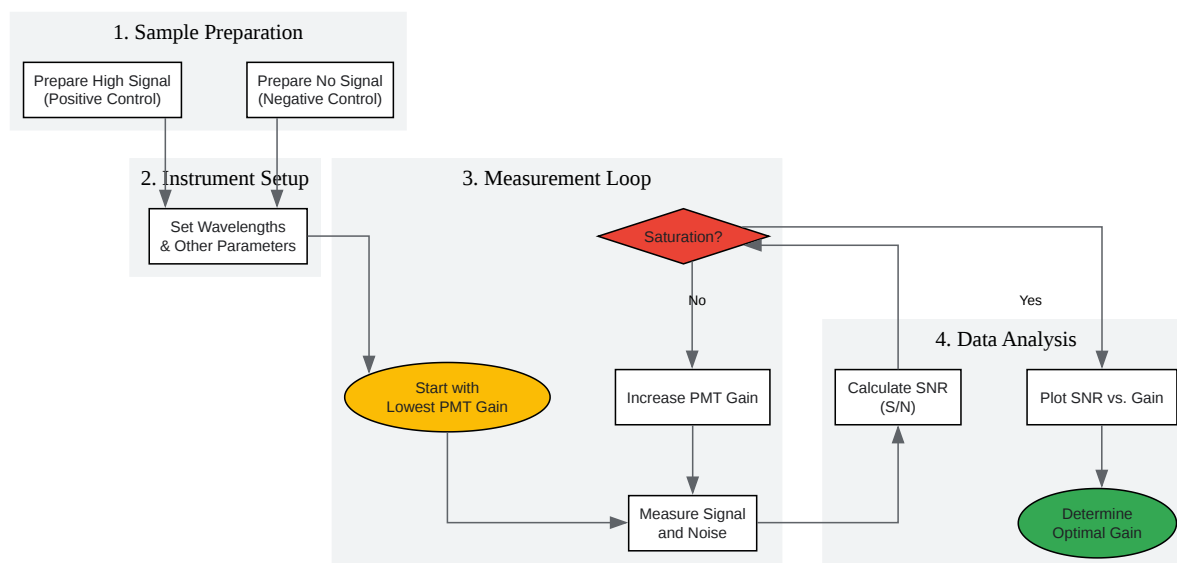 1. Sample Preparation
Prepare High Signal
(Positive Control)
Prepare No Signal
(Negative Control)
2. Instrument Setup
Set Wavelengths
& Other Parameters
3. Measurement Loop
Saturation?
No
Yes
Start with
Lowest PMT Gain
Increase PMT Gain
Measure Signal
and Noise
4. Data Analysis
Calculate SNR
(S/N)
Plot SNR vs. Gain
Determine
Optimal Gain